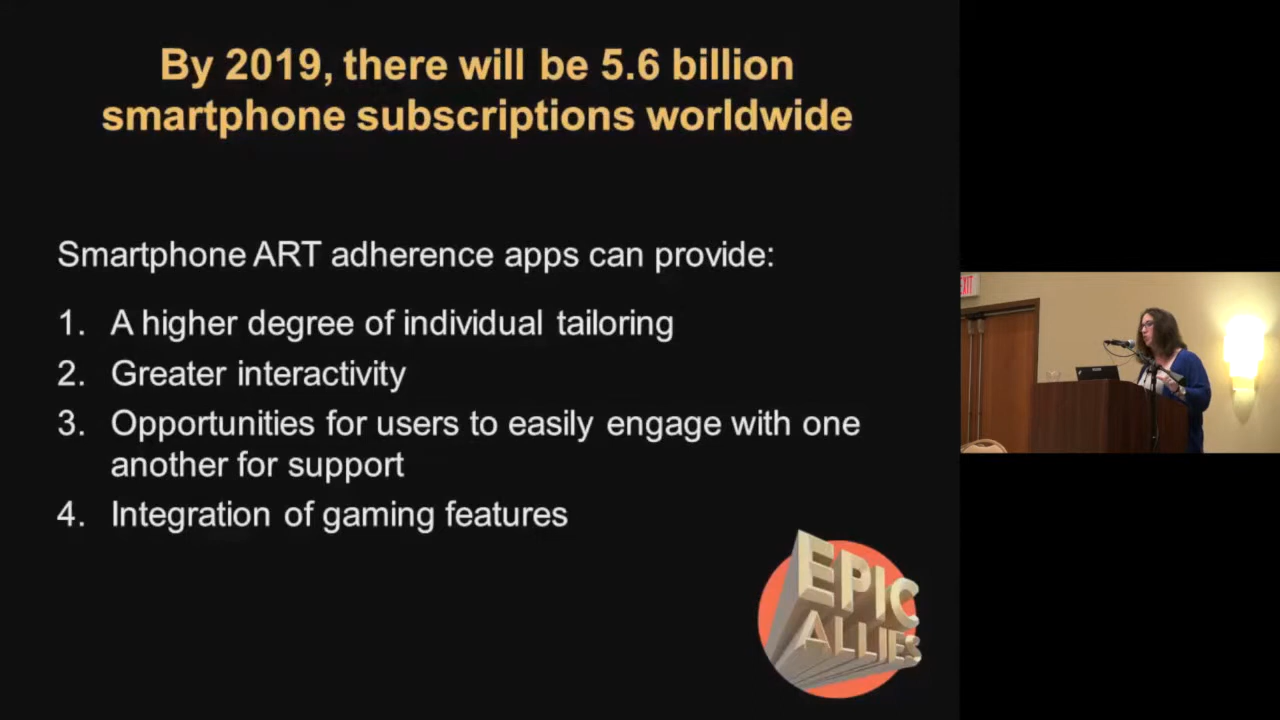 By 2019, there will be 5.6 billion
smartphone subscriptions worldwide
Smartphone ART adherence apps can provide:
1. A higher degree of individual tailoring
2. Greater interactivity
3. Opportunities for users to easily engage with one
another for support
4. Integration of gaming features
EPIC
ALLIES
EXIT